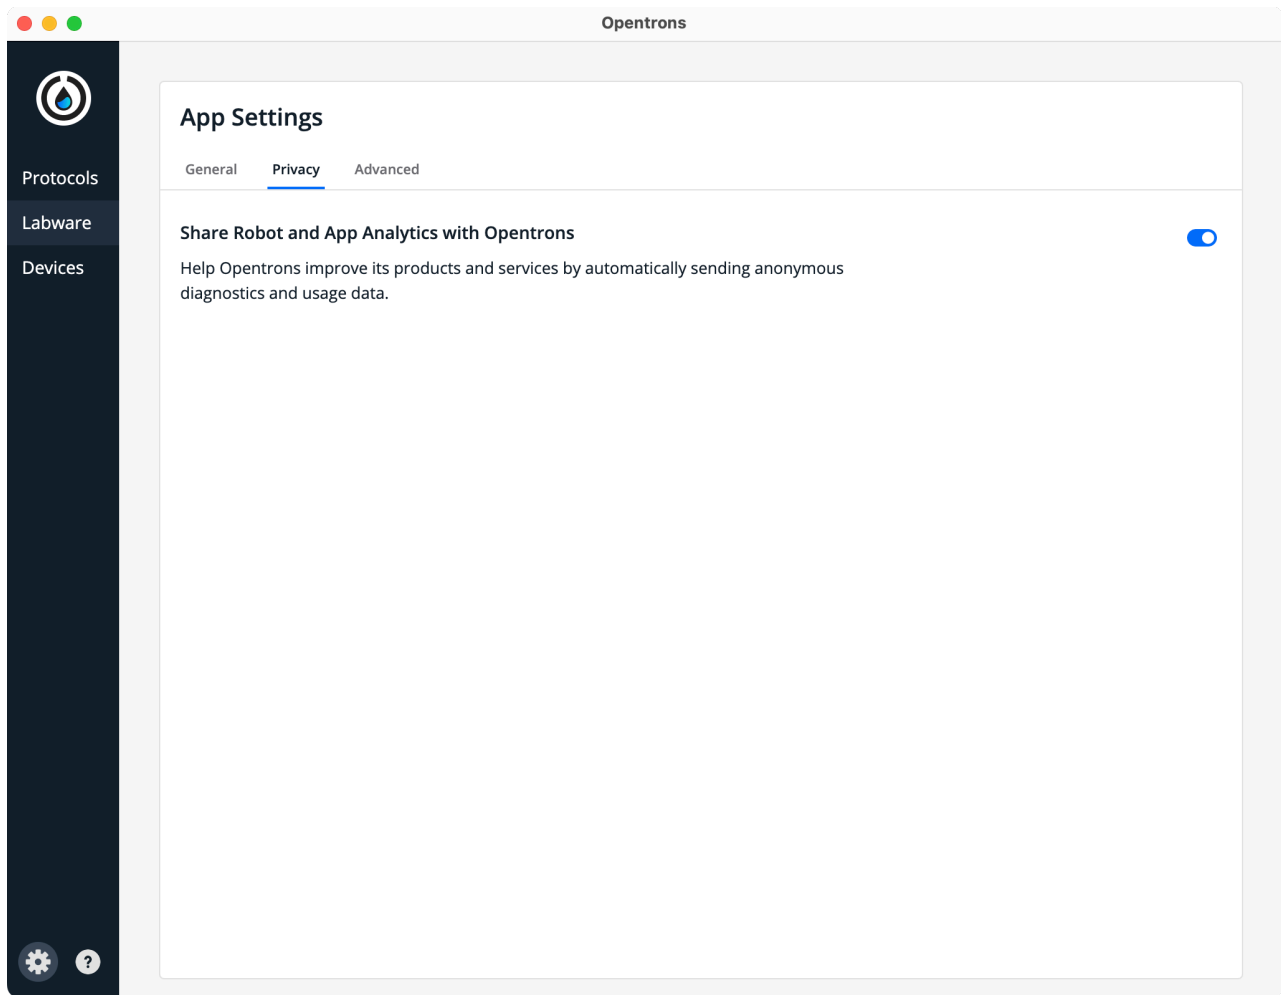 Opentrons
Protocols
Labware
Devices
App Settings
General Privacy Advanced
Share Robot and App Analytics with Opentrons
Help Opentrons improve its products and services by automatically sending anonymous
diagnostics and usage data.
?